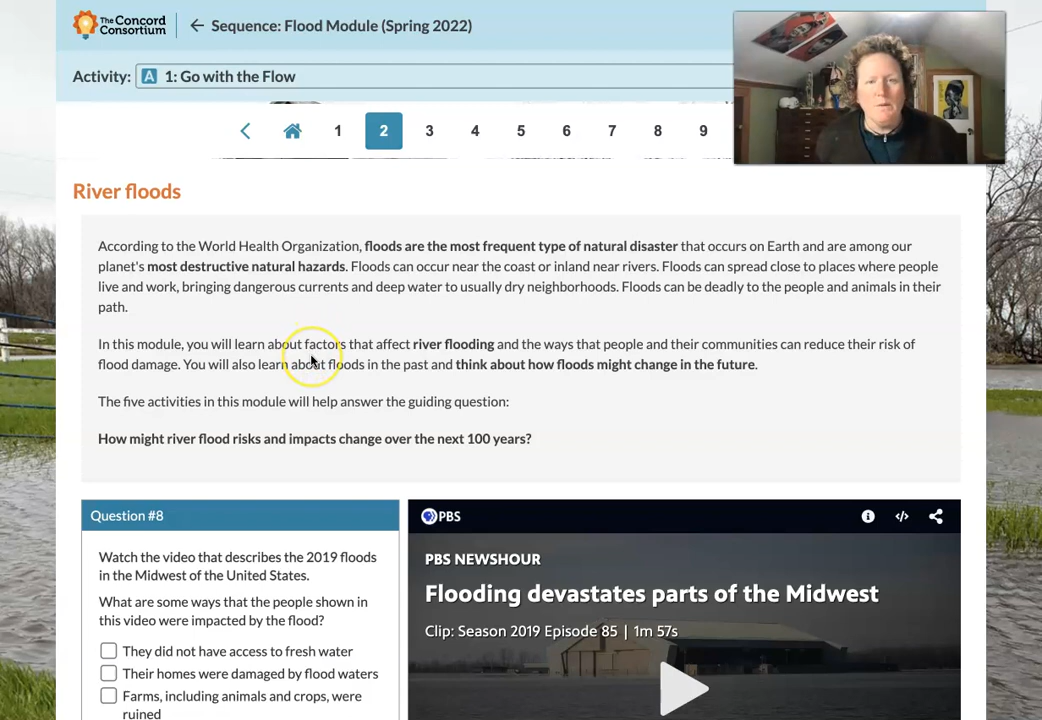 The Concord
Consortium
← Sequence: Flood Module (Spring 2022)
Activity: A 1: Go with the Flow
1 2 3 4 5 6 7 8 9
River floods
According to the World Health Organization, floods are the most frequent type of natural disaster that occurs on Earth and are among our
planet's most destructive natural hazards. Floods can occur near the coast or inland near rivers. Floods can spread close to places where people
live and work, bringing dangerous currents and deep water to usually dry neighborhoods. Floods can be deadly to the people and animals in their
path.
In this module, you will learn about factors that affect river flooding and the ways that people and their communities can reduce their risk of
flood damage. You will also learn about floods in the past and think about how floods might change in the future.
The five activities in this module will help answer the guiding question:
How might river flood risks and impacts change over the next 100 years?
Question #8
Watch the video that describes the 2019 floods
in the Midwest of the United States.
What are some ways that the people shown in
this video were impacted by the flood?
They did not have access to fresh water
Their homes were damaged by flood waters
Farms, including animals and crops, were
ruined
PBS
PBS NEWSHOUR
Flooding devastates parts of the Midwest
Clip: Season 2019 Episode 85 | 1m 57s